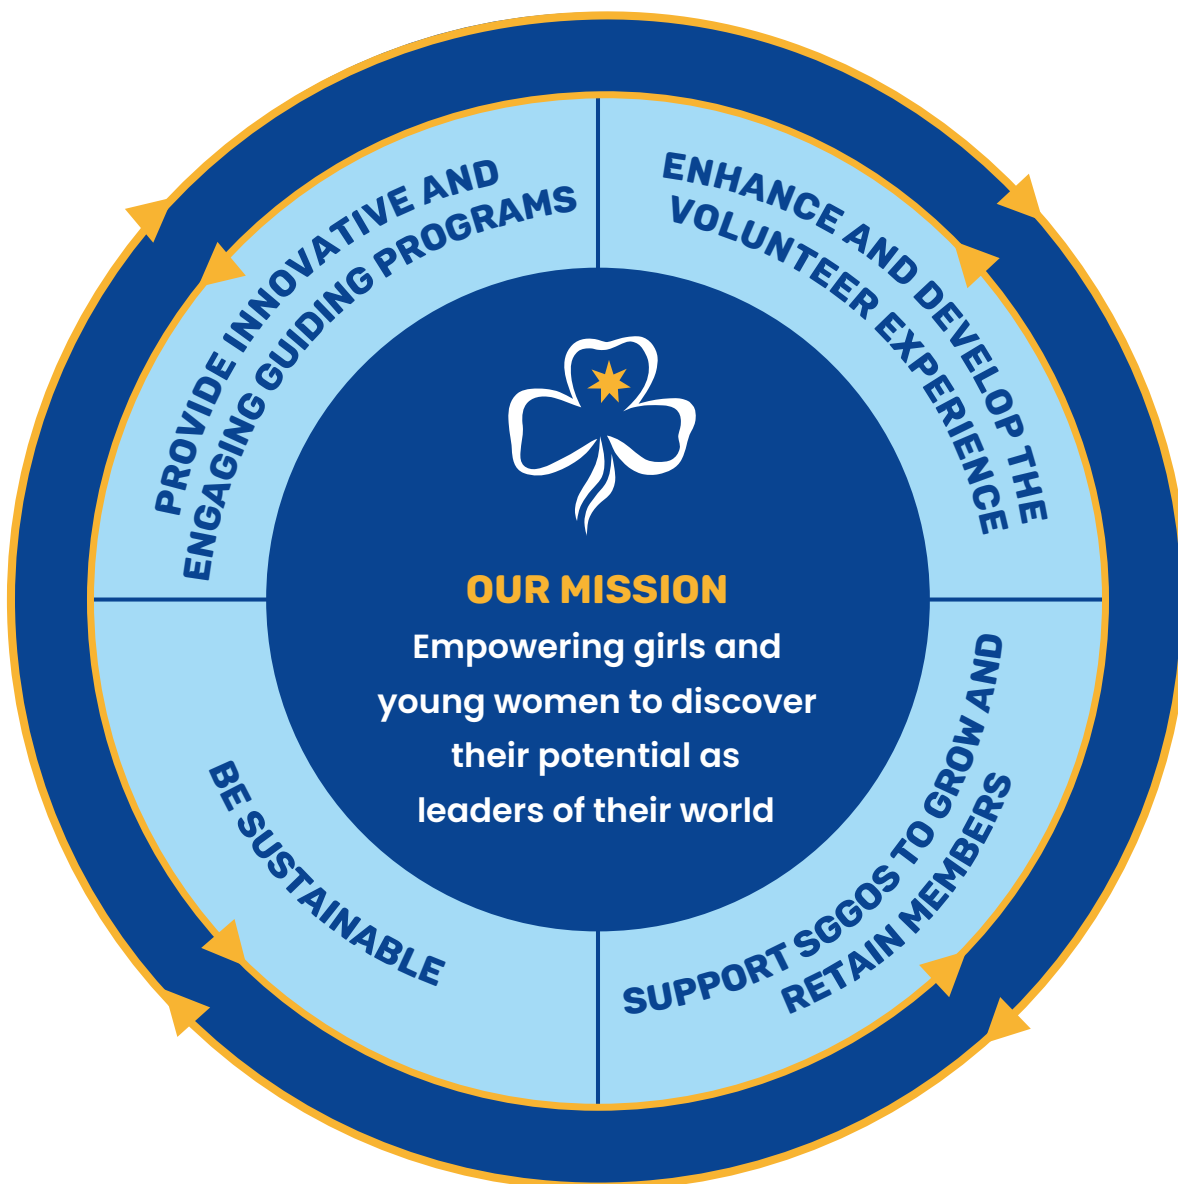 PROVIDE INNOVATIVE AND
ENGAGING GUIDING PROGRAMS
ENHANCE AND DEVELOP THE
VOLUNTEER EXPERIENCE
OUR MISSION
Empowering girls and
young women to discover
their potential as
leaders of their world
BE SUSTAINABLE
SUPPORT SGGOS TO GROW AND
RETAIN MEMBERS